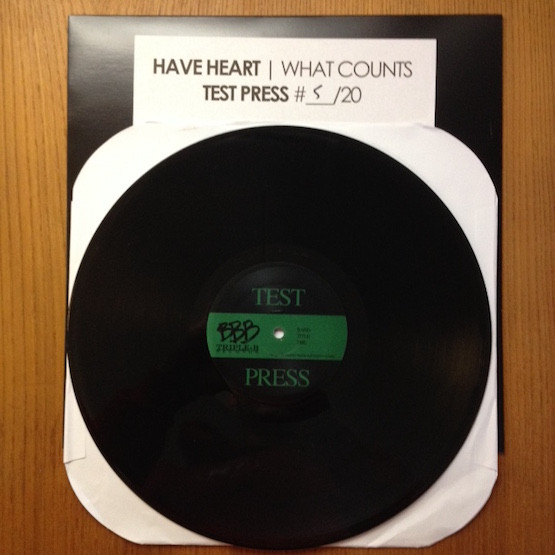 HAVE HEART | WHAT COUNTS
TEST PRESS # 5 /20
TEST
BBB
PRESS